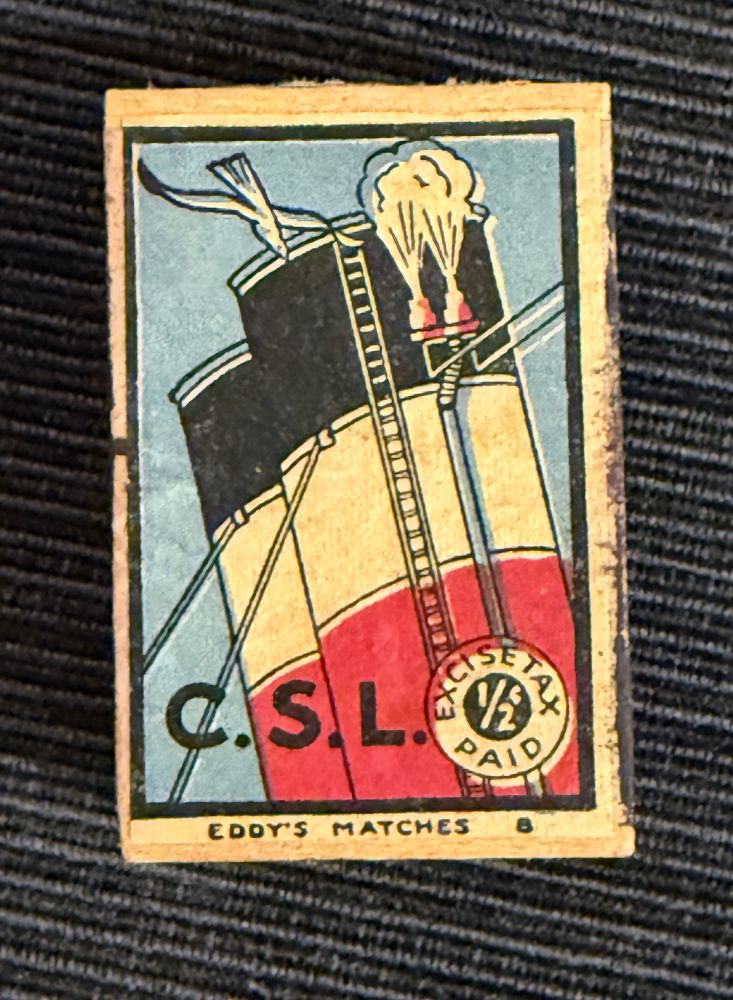 C.S.L.
EXCISE TAX
1/2¢
PAID
EDDY'S MATCHES 8